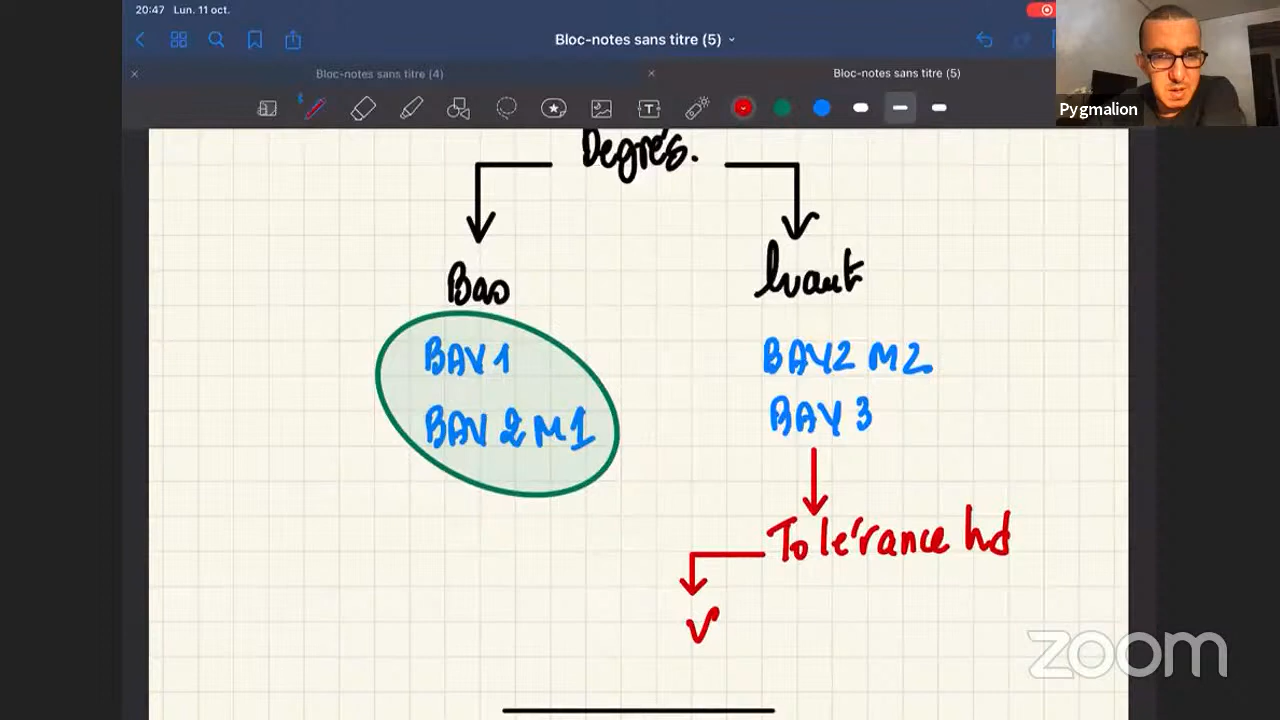 20:47 Lun. 11 oct.
Bloc-notes sans titre (5)
Bloc-notes sans titre (4)
Bloc-notes sans titre (5)
Pygmalion
Degrés.
Bas
haut
BAV 1
BAV 2 M1
BAV2 M2
BAV 3
Tolérance hd
V
zoom